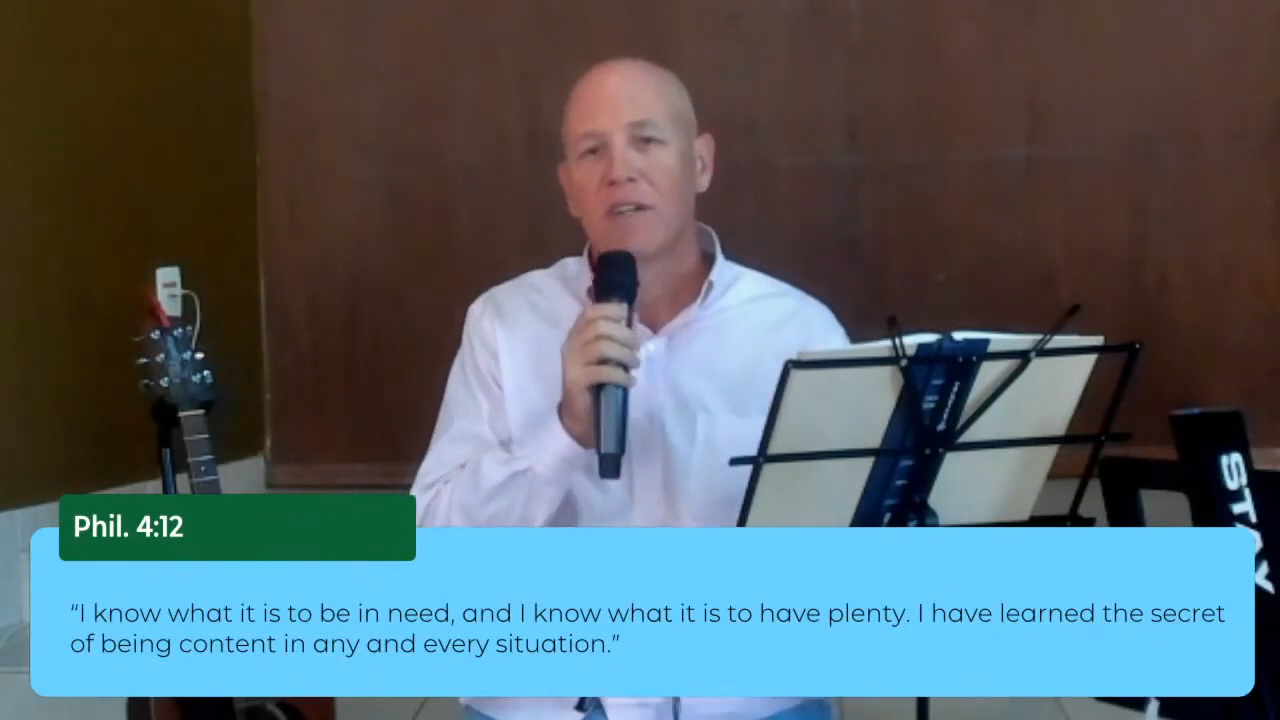 Phil. 4:12
“I know what it is to be in need, and I know what it is to have plenty. I have learned the secret
of being content in any and every situation.”
STAY